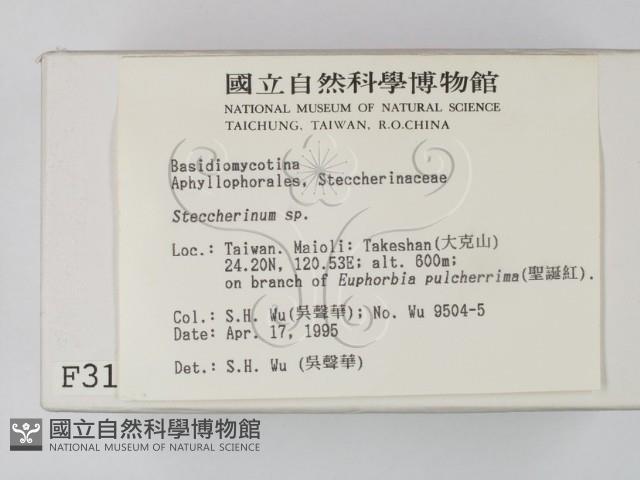 國立自然科學博物館
NATIONAL MUSEUM OF NATURAL SCIENCE
TAICHUNG, TAIWAN, R.O.CHINA
Basidiomycotina
Aphyllophorales, Steccherinaceae
Steccherinum sp.
Loc.: Taiwan. Maioli: Takeshan(大克山)
24.20N, 120.53E; alt. 600m;
on branch of Euphorbia pulcherrima(聖誕紅).
Col.: S.H. Wu(吳聲華); No. Wu 9504-5
Date: Apr. 17, 1995
Det.: S.H. Wu (吳聲華)
F31
國立自然科學博物館
NATIONAL MUSEUM OF NATURAL SCIENCE